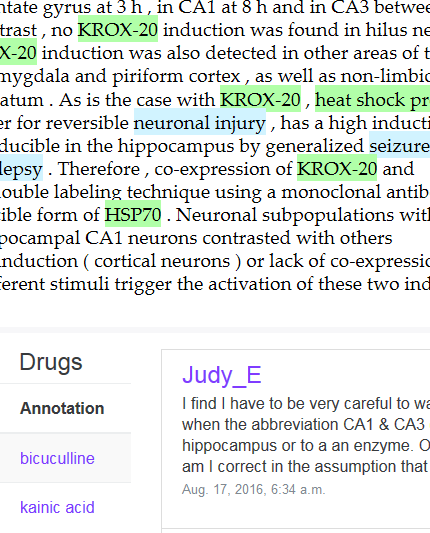 ntate gyrus at 3 h , in CA1 at 8 h and in CA3 betwe
trast , no KROX-20 induction was found in hilus ne
X-20 induction was also detected in other areas of t
mygdala and piriform cortex , as well as non-limbic
atum . As is the case with KROX-20 , heat shock pr
er for reversible neuronal injury , has a high inducti
ducible in the hippocampus by generalized seizure
lepsy . Therefore , co-expression of KROX-20 and
double labeling technique using a monoclonal antib
cible form of HSP70 . Neuronal subpopulations wit
pocampal CA1 neurons contrasted with others
induction ( cortical neurons ) or lack of co-expressio
ferent stimuli trigger the activation of these two ind
Drugs
Annotation
bicuculline
kainic acid
Judy_E
I find I have to be very careful to wa
when the abbreviation CA1 & CA3
hippocampus or to a an enzyme. O
am I correct in the assumption that
Aug. 17, 2016, 6:34 a.m.